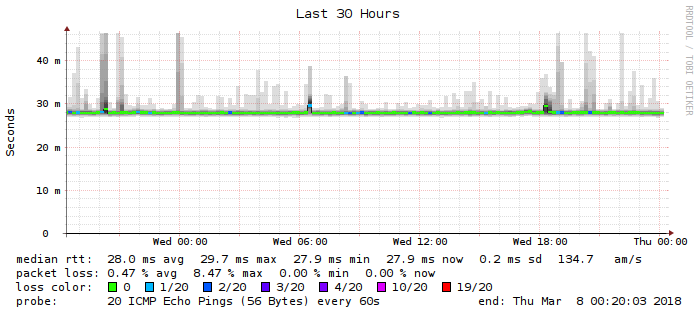 Last 30 Hours
RRDTOOL / TOBI OETIKER
Seconds
40 m
30 m
20 m
10 m
0
Wed 00:00 Wed 06:00 Wed 12:00 Wed 18:00 Thu 00:00
median rtt: 28.0 ms avg 29.7 ms max 27.9 ms min 27.9 ms now 0.2 ms sd 134.7 am/s
packet loss: 0.47 % avg 8.47 % max 0.00 % min 0.00 % now
loss color: 0 1/20 2/20 3/20 4/20 10/20 19/20
probe: 20 ICMP Echo Pings (56 Bytes) every 60s end: Thu Mar 8 00:20:03 2018